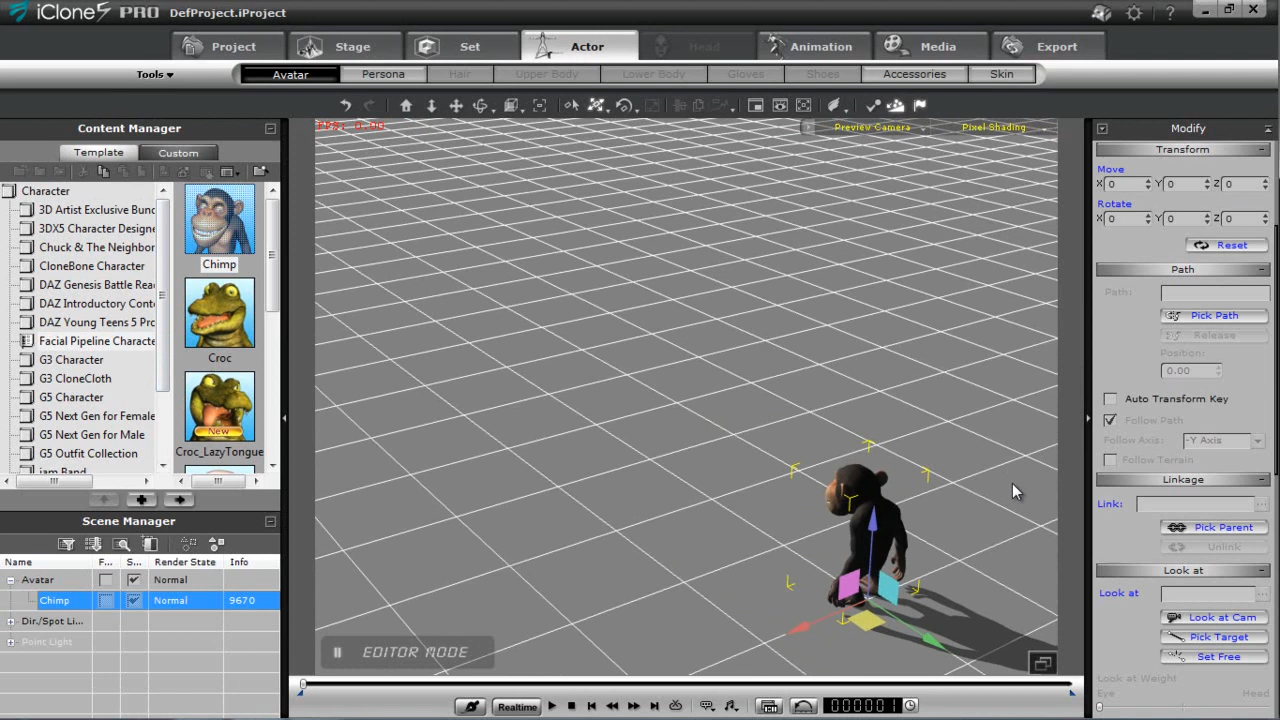 iClone5 PRO DefProject.iProject
Project Stage Set Actor Head Animation Media Export
Tools Avatar Persona Hair Upper Body Lower Body Gloves Shoes Accessories Skin
Content Manager
Template Custom
Character
3D Artist Exclusive Bund
3DX5 Character Designe
Chuck & The Neighbor
CloneBone Character
DAZ Genesis Battle Rea
DAZ Introductory Conte
DAZ Young Teens 5 Pro
Facial Pipeline Characte
G3 Character
G3 CloneCloth
G5 Character
G5 Next Gen for Female
G5 Next Gen for Male
G5 Outfit Collection
iam Band
Chimp
Croc
New
Croc_LazyTongue
Scene Manager
Name F... S... Render State Info
Avatar Normal
Chimp Normal 9670
Dir./Spot Li...
Point Light
FPS: 0.00
Preview Camera Pixel Shading
EDITOR MODE
Realtime
000001
Modify
Transform
Move
X 0 Y 0 Z 0
Rotate
X 0 Y 0 Z 0
Reset
Path
Path:
Pick Path
Release
Position:
0.00
Auto Transform Key
Follow Path
Follow Axis: -Y Axis
Follow Terrain
Linkage
Link:
Pick Parent
Unlink
Look at
Look at
Look at Cam
Pick Target
Set Free
Look at Weight
Eye Head